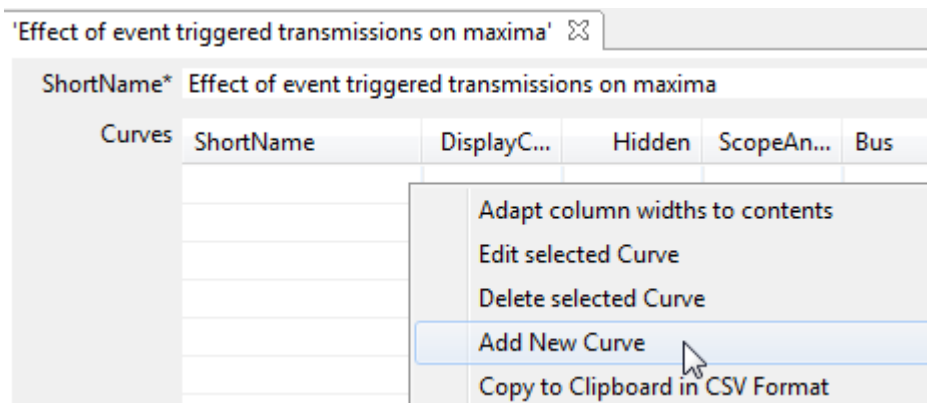 'Effect of event triggered transmissions on maxima'
ShortName* Effect of event triggered transmissions on maxima
Curves ShortName DisplayC... Hidden ScopeAn... Bus
Adapt column widths to contents
Edit selected Curve
Delete selected Curve
Add New Curve
Copy to Clipboard in CSV Format